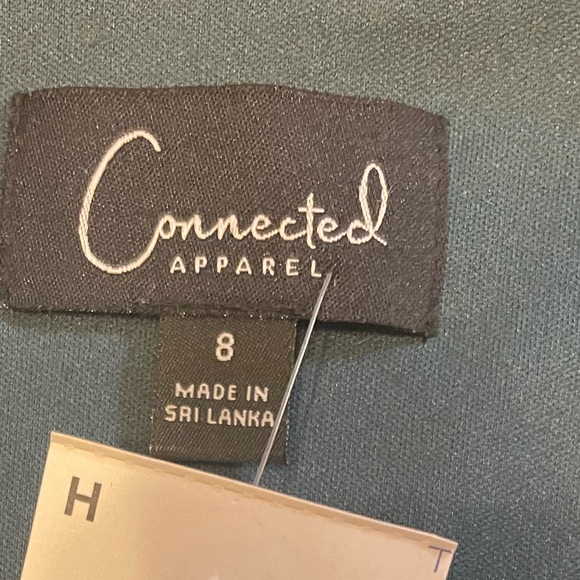 Connected
APPAREL
8
MADE IN
SRI LANKA
H
T